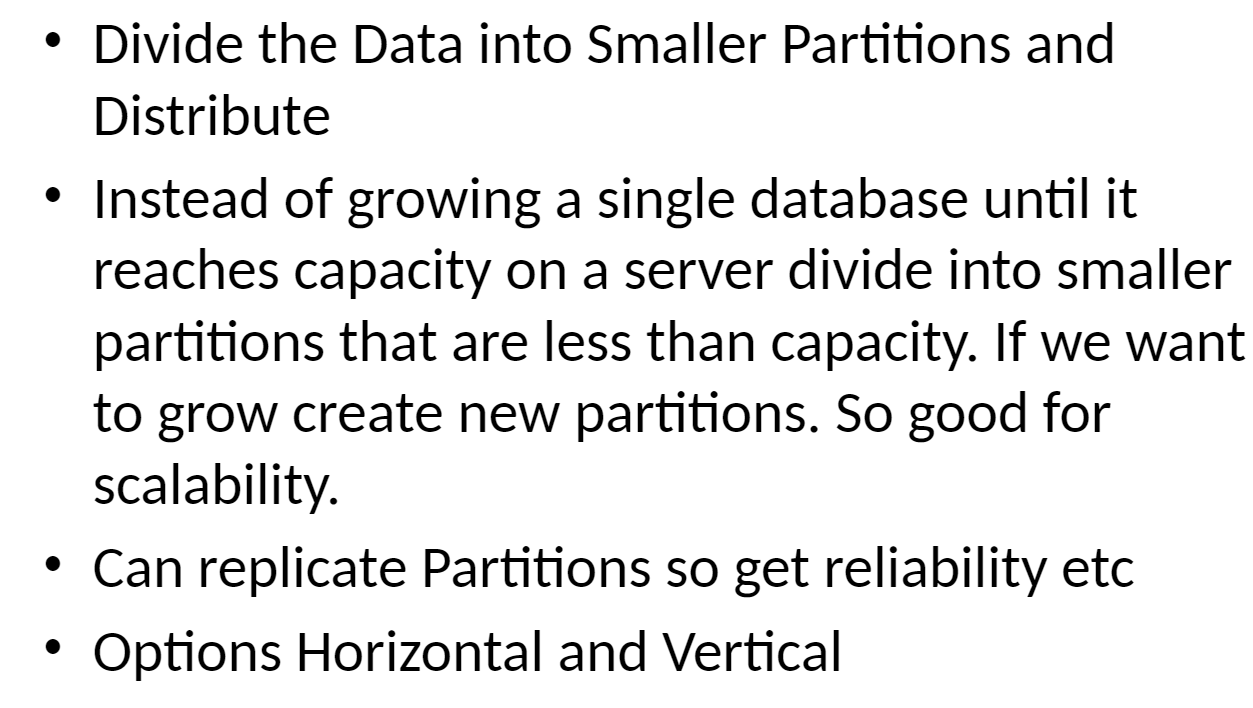 • Divide the Data into Smaller Partitions and
Distribute
• Instead of growing a single database until it
reaches capacity on a server divide into smaller
partitions that are less than capacity. If we want
to grow create new partitions. So good for
scalability.
• Can replicate Partitions so get reliability etc
• Options Horizontal and Vertical